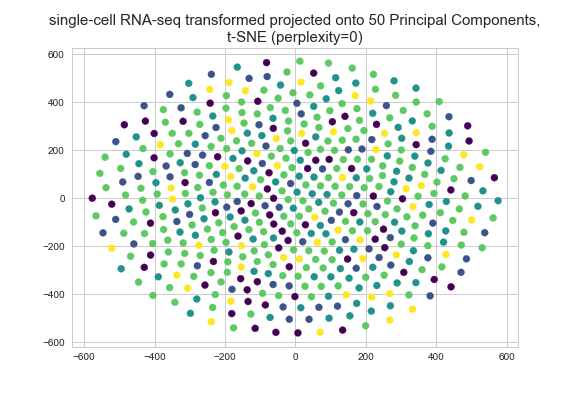 single-cell RNA-seq transformed projected onto 50 Principal Components,
t-SNE (perplexity=0)
600
400
200
0
−200
−400
−600
−600 −400 −200 0 200 400 600